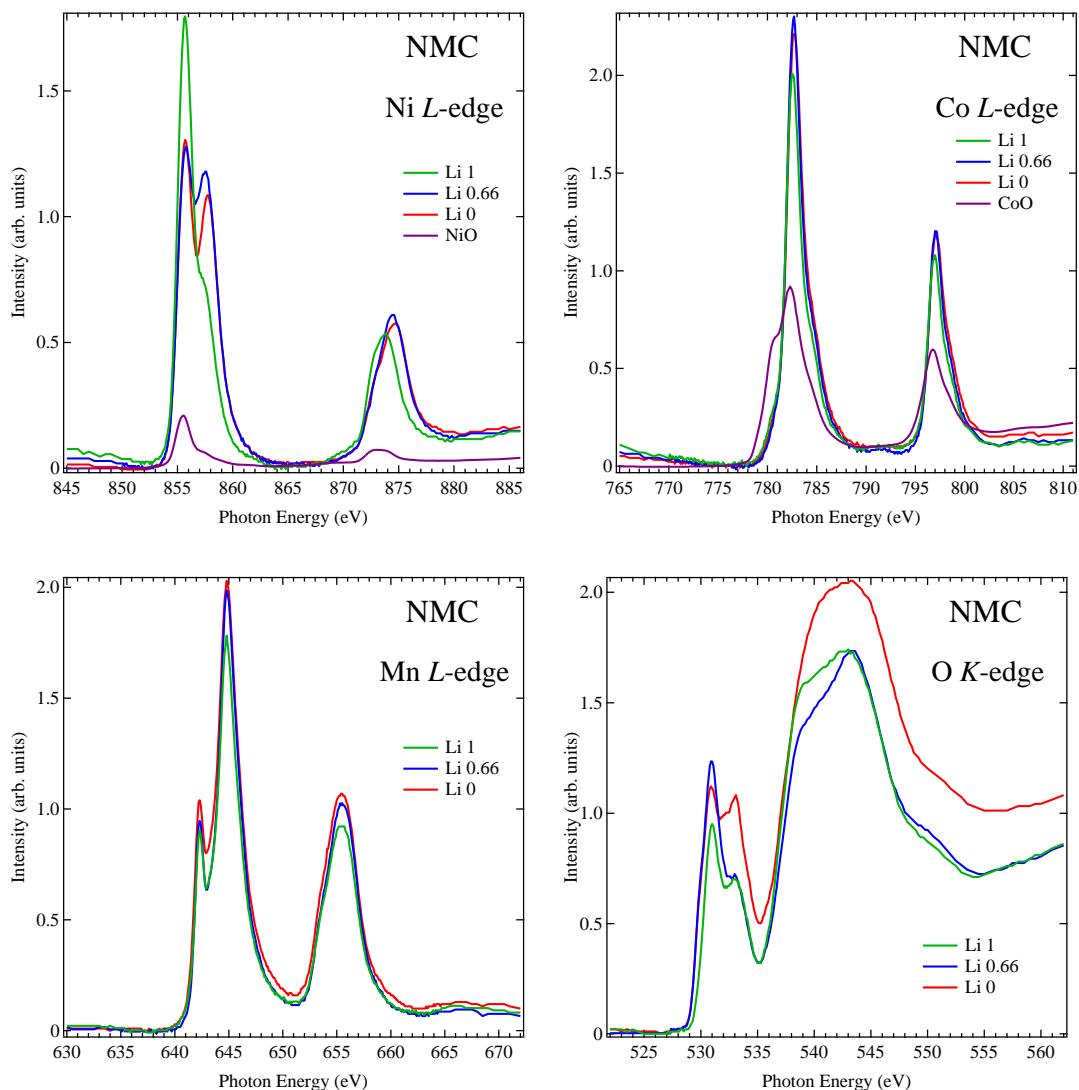 NMC
Ni L-edge
Li 1
Li 0.66
Li 0
NiO
Intensity (arb. units)
1.5
1.0
0.5
0
845 850 855 860 865 870 875 880 885
Photon Energy (eV)
NMC
Co L-edge
Li 1
Li 0.66
Li 0
CoO
Intensity (arb. units)
2.0
1.5
1.0
0.5
0
765 770 775 780 785 790 795 800 805 810
Photon Energy (eV)
NMC
Mn L-edge
Li 1
Li 0.66
Li 0
Intensity (arb. units)
2.0
1.5
1.0
0.5
0
630 635 640 645 650 655 660 665 670
Photon Energy (eV)
NMC
O K-edge
Li 1
Li 0.66
Li 0
Intensity (arb. units)
2.0
1.5
1.0
0.5
0
525 530 535 540 545 550 555 560
Photon Energy (eV)